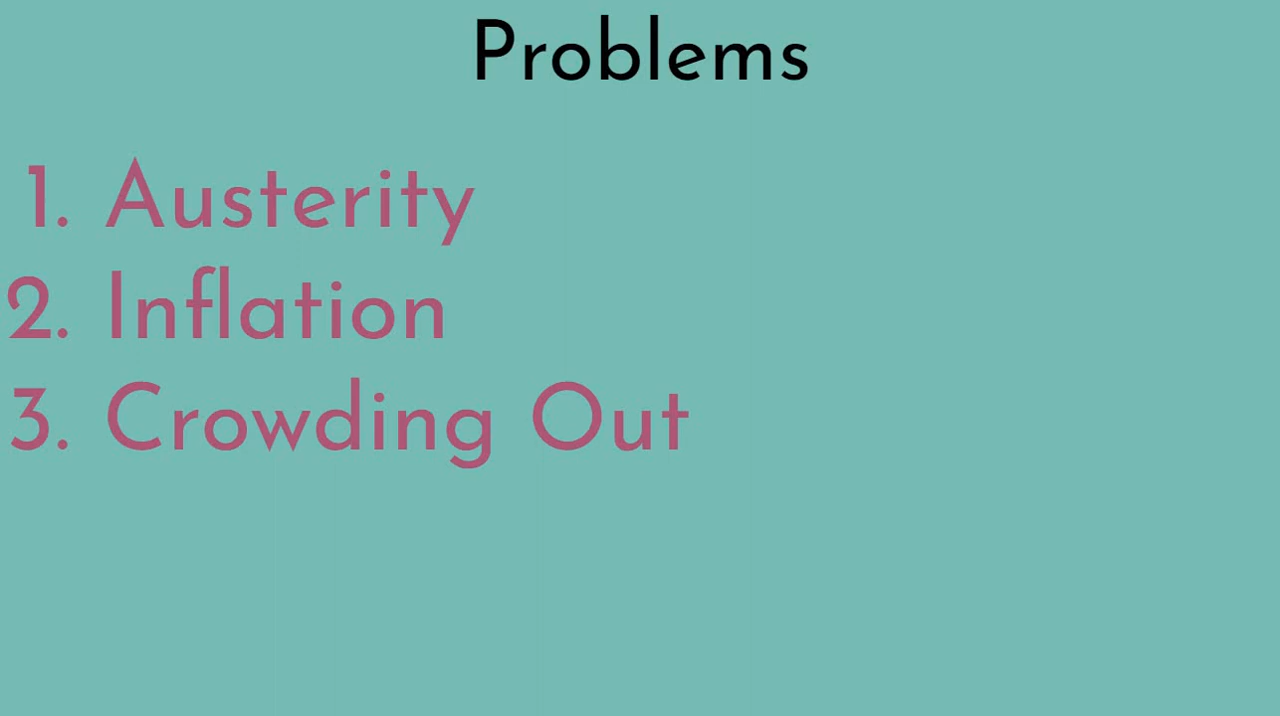 Problems
1. Austerity
2. Inflation
3. Crowding Out